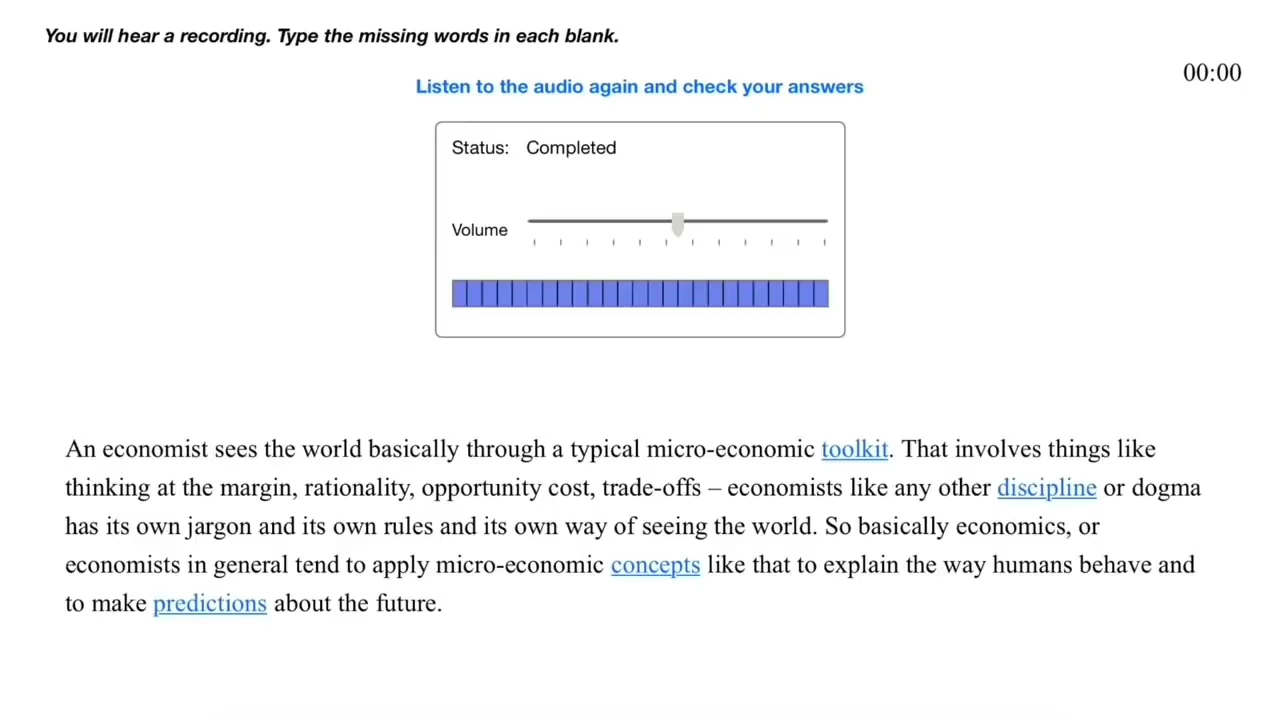 You will hear a recording. Type the missing words in each blank.
00:00
Listen to the audio again and check your answers
Status: Completed
Volume
An economist sees the world basically through a typical micro-economic toolkit. That involves things like
thinking at the margin, rationality, opportunity cost, trade-offs – economists like any other discipline or dogma
has its own jargon and its own rules and its own way of seeing the world. So basically economics, or
economists in general tend to apply micro-economic concepts like that to explain the way humans behave and
to make predictions about the future.